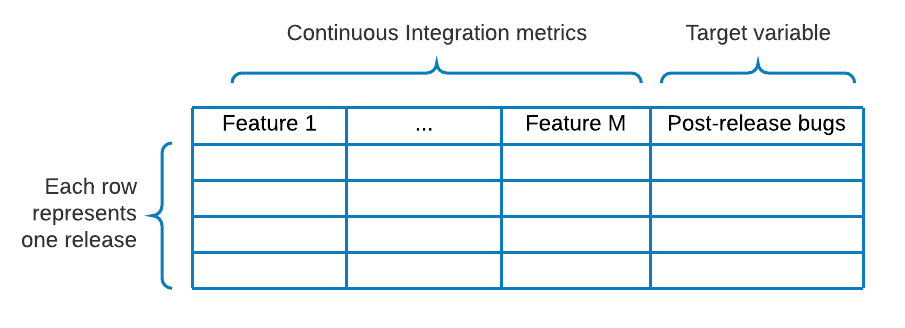 Continuous Integration metrics
Target variable
Feature 1
...
Feature M
Post-release bugs
Each row
represents
one release